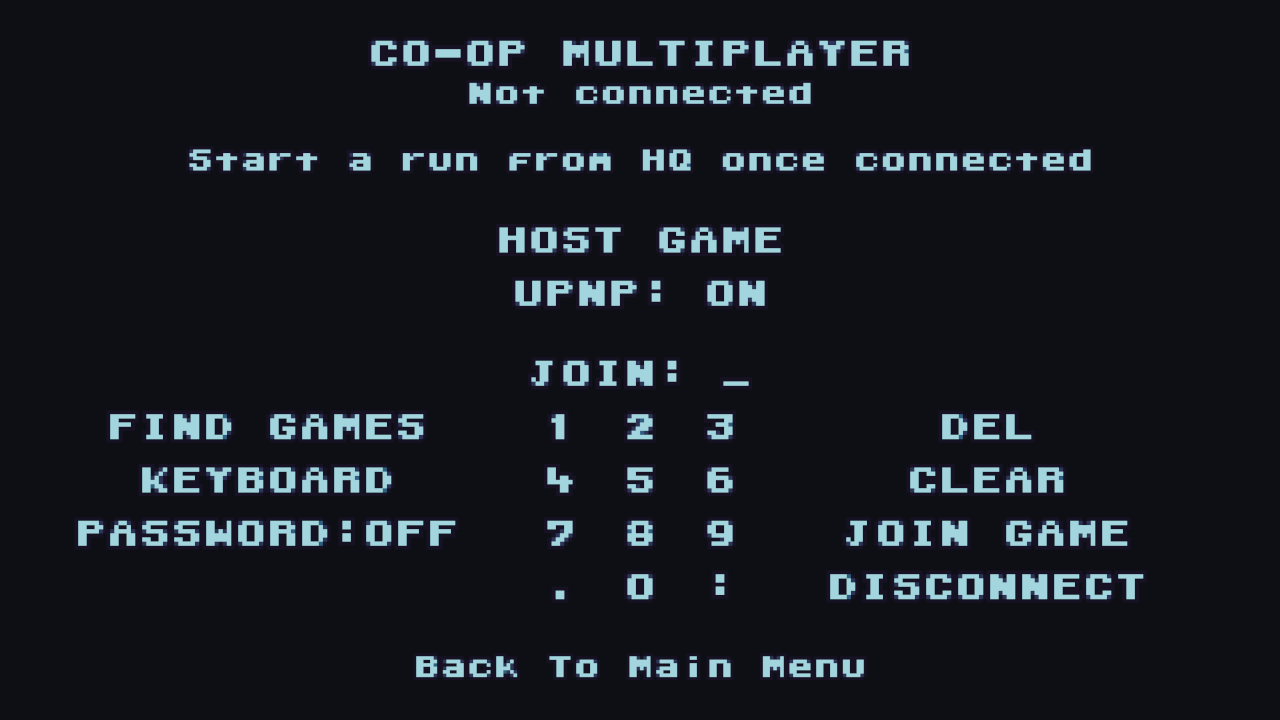 CO-OP MULTIPLAYER
Not connected
Start a run from HQ once connected
HOST GAME
UPNP: ON
JOIN: _
FIND GAMES 1 2 3 DEL
KEYBOARD 4 5 6 CLEAR
PASSWORD:OFF 7 8 9 JOIN GAME
. 0 : DISCONNECT
Back To Main Menu